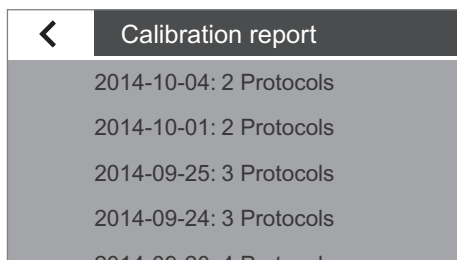 Calibration report
2014-10-04: 2 Protocols
2014-10-01: 2 Protocols
2014-09-25: 3 Protocols
2014-09-24: 3 Protocols